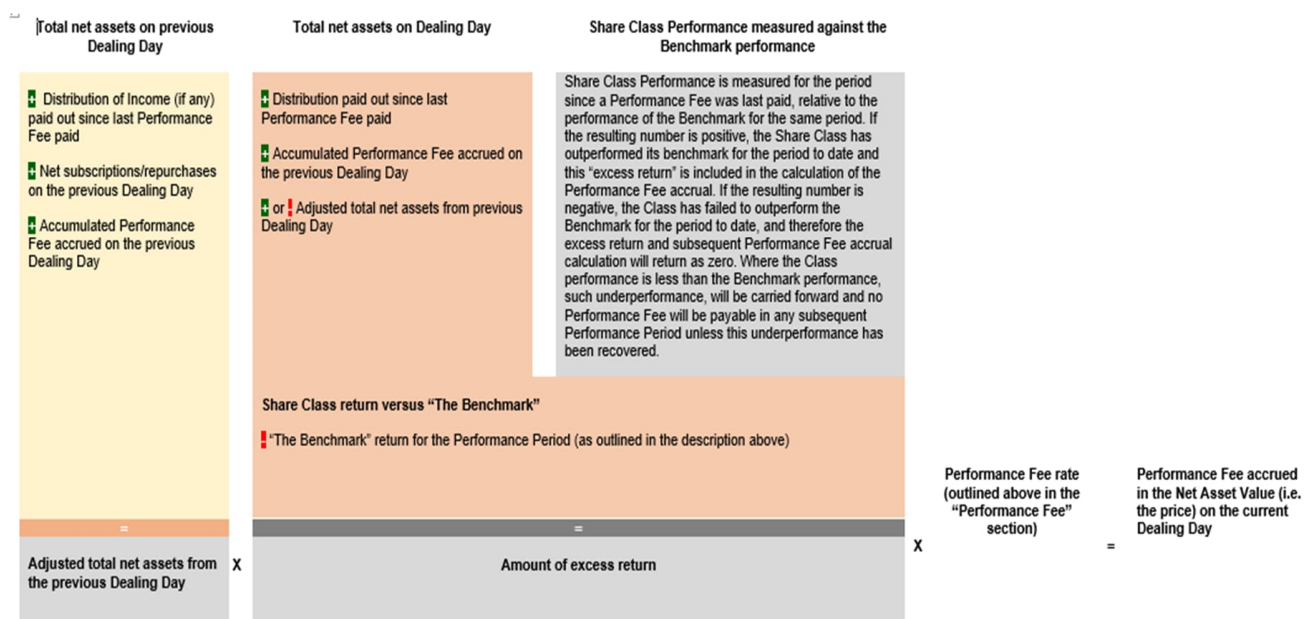 Total net assets on previous
Dealing Day
+ Distribution of Income (if any)
paid out since last Performance
Fee paid
+ Net subscriptions/repurchases
on the previous Dealing Day
+ Accumulated Performance
Fee accrued on the previous
Dealing Day
=
Adjusted total net assets from
the previous Dealing Day
X
Total net assets on Dealing Day
+ Distribution paid out since last
Performance Fee paid
+ Accumulated Performance Fee accrued on
the previous Dealing Day
+ or ! Adjusted total net assets from previous
Dealing Day
Share Class Performance measured against the
Benchmark performance
Share Class Performance is measured for the period
since a Performance Fee was last paid, relative to the
performance of the Benchmark for the same period. If
the resulting number is positive, the Share Class has
outperformed its benchmark for the period to date and
this “excess return” is included in the calculation of the
Performance Fee accrual. If the resulting number is
negative, the Class has failed to outperform the
Benchmark for the period to date, and therefore the
excess return and subsequent Performance Fee accrual
calculation will return as zero. Where the Class
performance is less than the Benchmark performance,
such underperformance, will be carried forward and no
Performance Fee will be payable in any subsequent
Performance Period unless this underperformance has
been recovered.
Share Class return versus “The Benchmark”
! “The Benchmark” return for the Performance Period (as outlined in the description above)
=
Amount of excess return
X
Performance Fee rate
(outlined above in the
“Performance Fee”
section)
=
Performance Fee accrued
in the Net Asset Value (i.e.
the price) on the current
Dealing Day